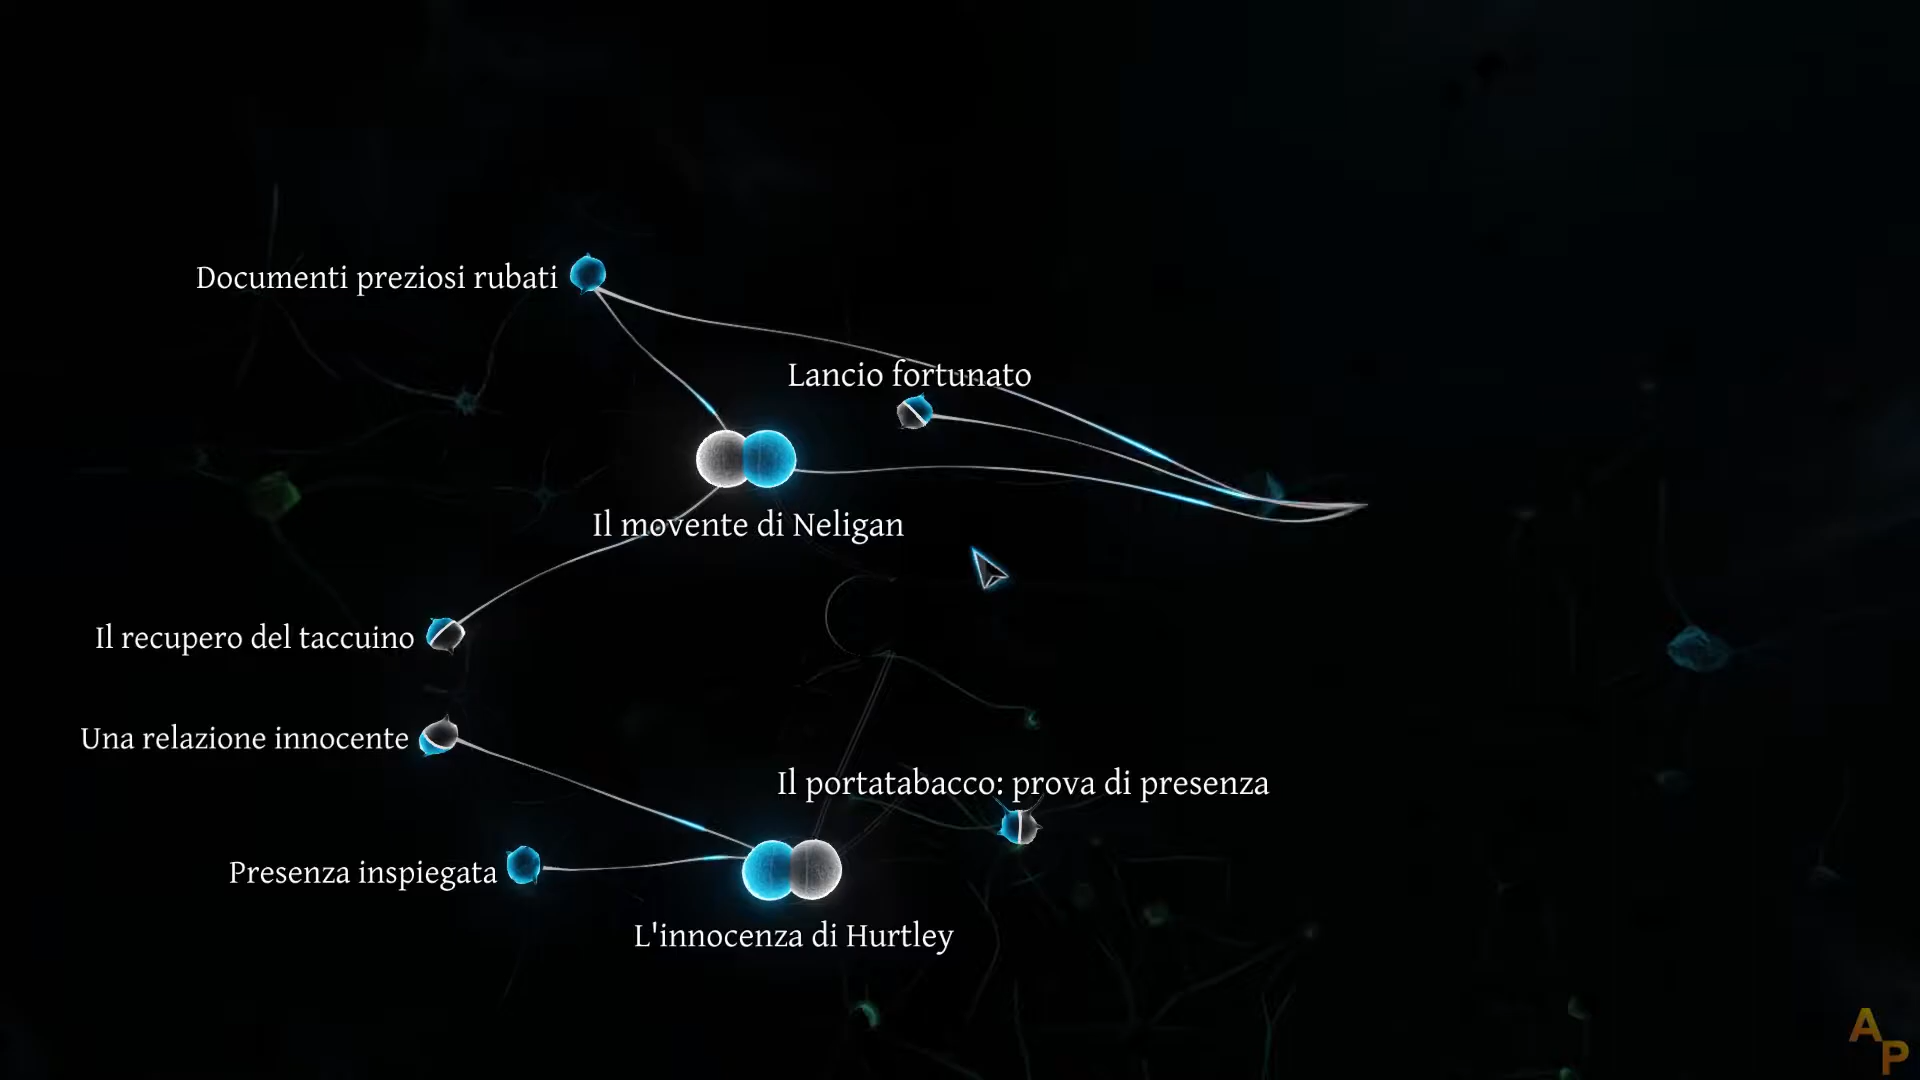 Documenti preziosi rubati
Lancio fortunato
Il movente di Neligan
Il recupero del taccuino
Una relazione innocente
Il portatabacco: prova di presenza
Presenza inspiegata
L'innocenza di Hurtley
AP